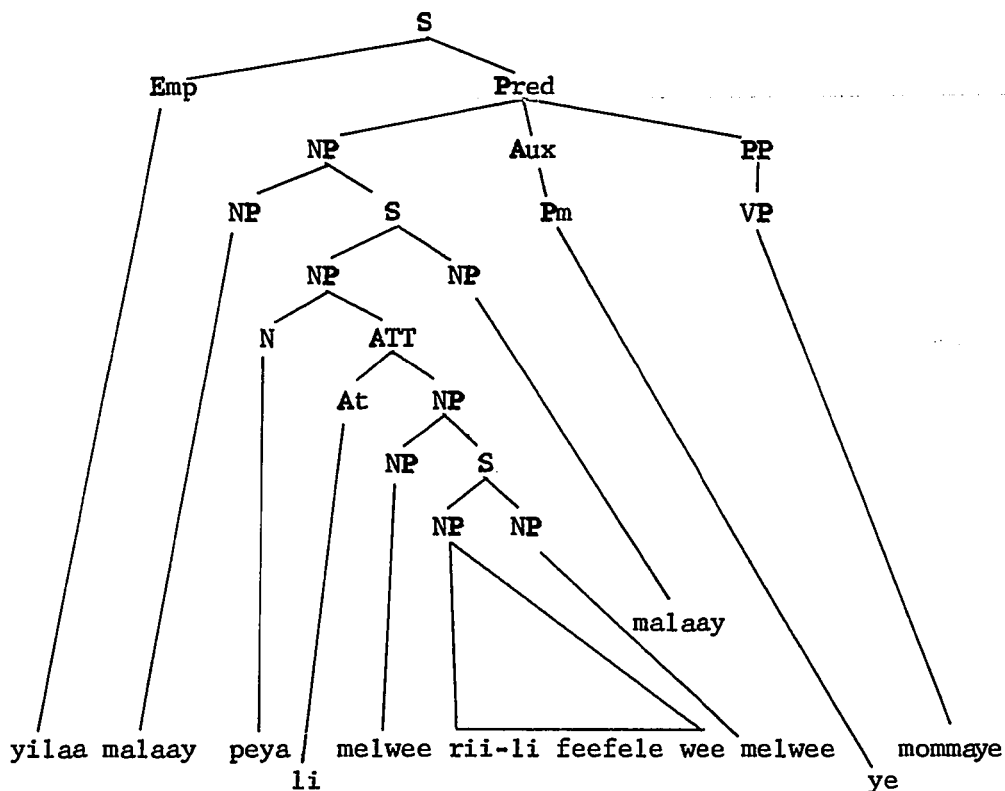 S
Emp Pred
NP Aux PP
NP S Pm VP
NP NP
N ATT
At NP
NP S
NP NP
malaay
yilaa malaay peya melwee rii-li feefele wee melwee mommaye
li ye